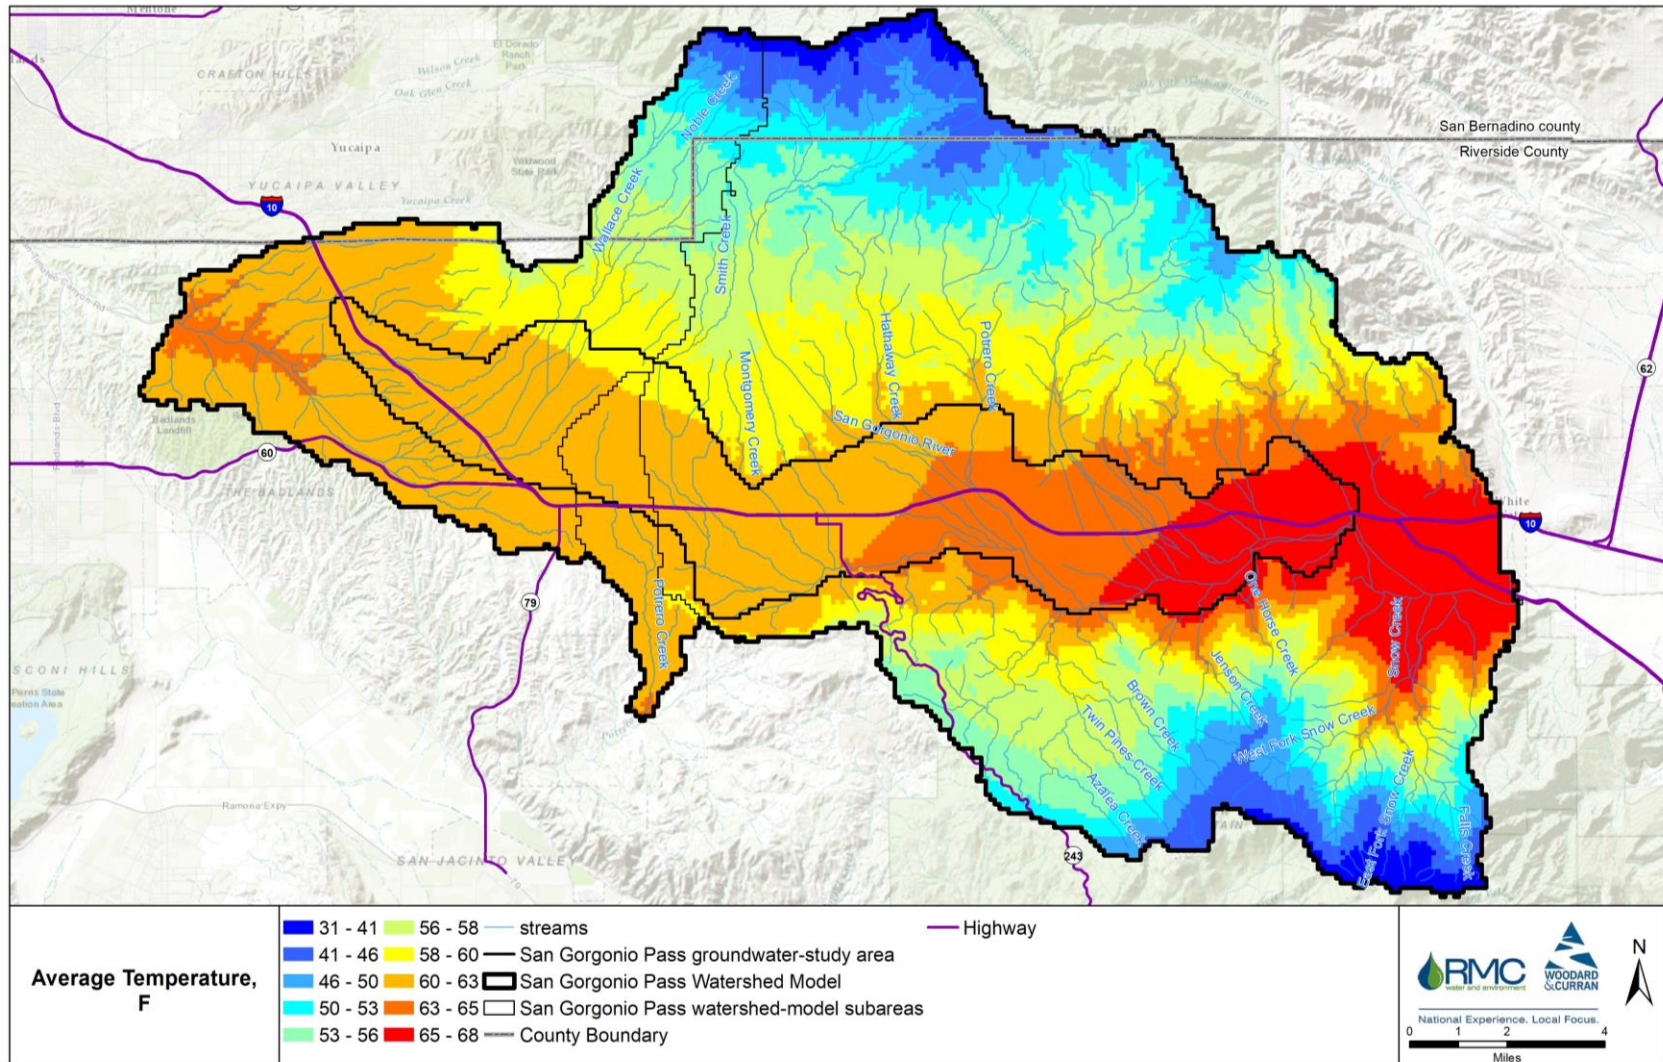 Mentone
lands
CRAFTON HILLS
El Dorado
Ranch
Park
Wilson Creek
Oak Glen Creek
San Bernadino county
Riverside County
Yucaipa
Wildwood
State Park
YUCAIPA VALLEY
Yucaipa Creek
10
Noble Creek
Wallace Creek
Smith Creek
62
Hathaway Creek
Potrero Creek
Montgomery Creek
San Gorgonio River
Badlands
Landfill
60
THE BADLANDS
White
10
Potrero Creek
79
One Horse Creek
Snow Creek
Jenson Creek
Brown Creek
Twin Pines Creek
West Fork Snow Creek
Azalea Creek
East Fork Snow Creek
Falls Creek
SCONI HILLS
Perris State
eation Area
Ramona Expy
SAN JACINTO VALLEY
79
TAIN
243
Average Temperature,
F
31 - 41
41 - 46
46 - 50
50 - 53
53 - 56
56 - 58
58 - 60
60 - 63
63 - 65
65 - 68
streams
San Gorgonio Pass groundwater-study area
San Gorgonio Pass Watershed Model
San Gorgonio Pass watershed-model subareas
County Boundary
Highway
RMC
water and environment
WOODARD
&CURRAN
National Experience. Local Focus.
N
0 1 2 4
Miles